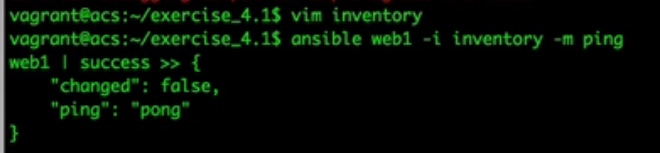 vagrant@acs:~/exercise_4.1$ vim inventory
vagrant@acs:~/exercise_4.1$ ansible web1 -i inventory -m ping
web1 | success >> {
    "changed": false,
    "ping": "pong"
}